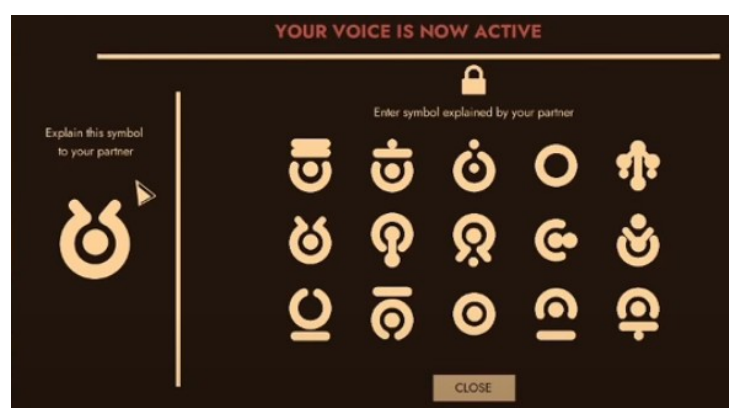 YOUR VOICE IS NOW ACTIVE
Explain this symbol
to your partner
Enter symbol explained by your partner
CLOSE